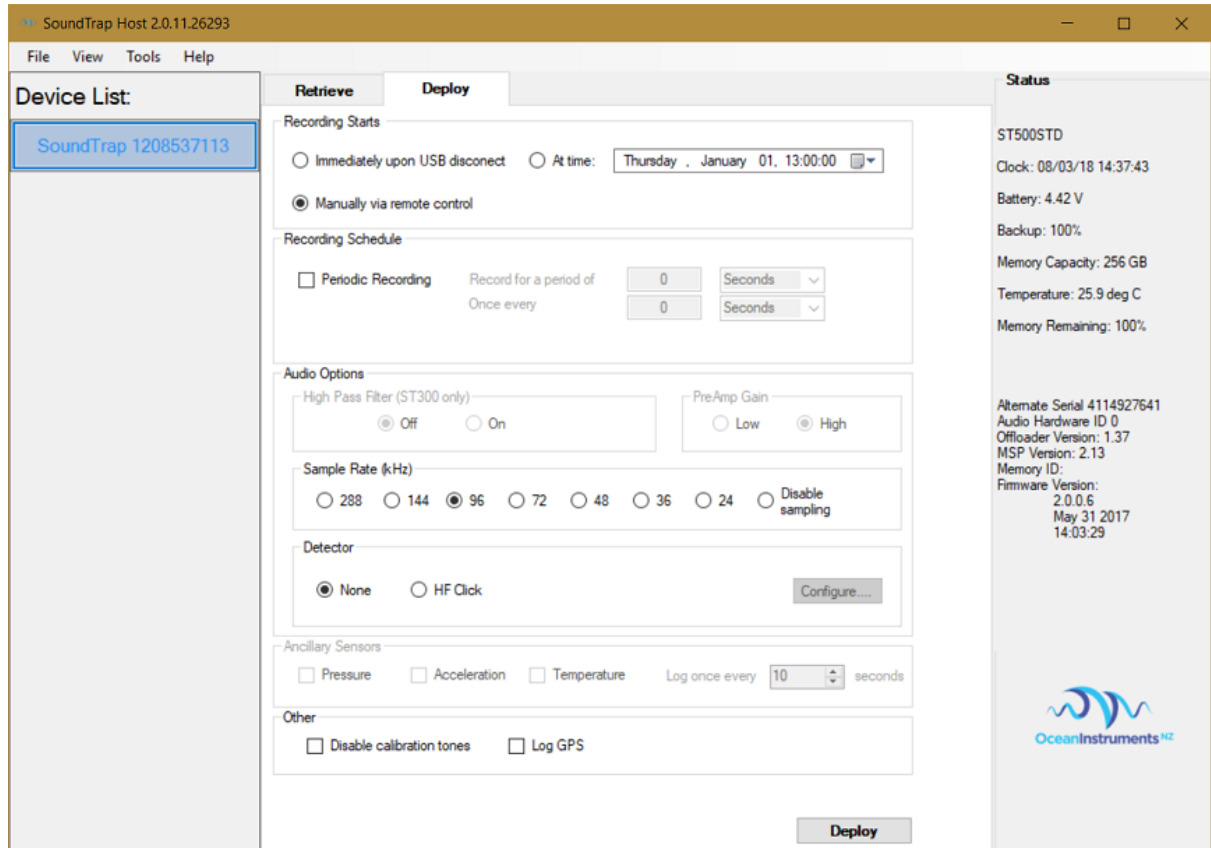 SoundTrap Host 2.0.11.26293
File View Tools Help
Device List:
SoundTrap 1208537113
Retrieve Deploy
Recording Starts
Immediately upon USB disconect At time: Thursday , January 01, 13:00:00
Manually via remote control
Recording Schedule
Periodic Recording Record for a period of 0 Seconds
Once every 0 Seconds
Audio Options
High Pass Filter (ST300 only) PreAmp Gain
Off On Low High
Sample Rate (kHz)
288 144 96 72 48 36 24 Disable
sampling
Detector
None HF Click Configure....
Ancillary Sensors
Pressure Acceleration Temperature Log once every 10 seconds
Other
Disable calibration tones Log GPS
Deploy
Status
ST500STD
Clock: 08/03/18 14:37:43
Battery: 4.42 V
Backup: 100%
Memory Capacity: 256 GB
Temperature: 25.9 deg C
Memory Remaining: 100%
Alternate Serial 4114927641
Audio Hardware ID 0
Offloader Version: 1.37
MSP Version: 2.13
Memory ID:
Firmware Version:
2.0.0.6
May 31 2017
14:03:29
OceanInstruments NZ